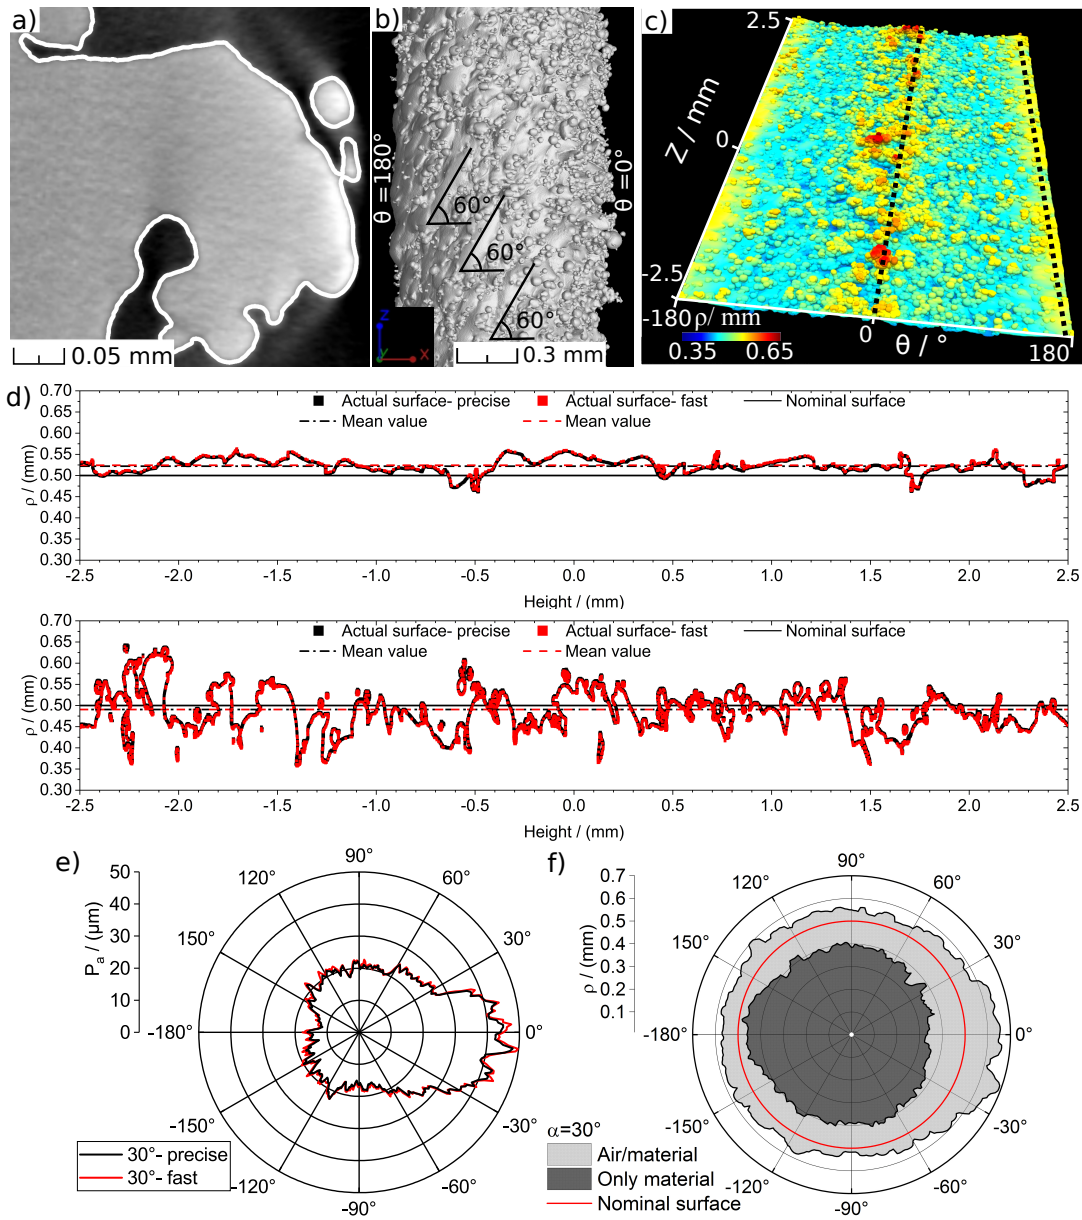 a)
0.05 mm
b)
θ =180°
θ=0°
60°
60°
60°
z
y
x
0.3 mm
c)
2.5
Z / mm
0
-2.5
-180
ρ/ mm
0.35
0.65
0
θ / °
180
d)
Actual surface- precise
Actual surface- fast
Nominal surface
Mean value
Mean value
ρ / (mm)
0.70
0.65
0.60
0.55
0.50
0.45
0.40
0.35
0.30
-2.5 -2.0 -1.5 -1.0 -0.5 0.0 0.5 1.0 1.5 2.0 2.5
Height / (mm)
Actual surface- precise
Actual surface- fast
Nominal surface
Mean value
Mean value
ρ / (mm)
0.70
0.65
0.60
0.55
0.50
0.45
0.40
0.35
0.30
-2.5 -2.0 -1.5 -1.0 -0.5 0.0 0.5 1.0 1.5 2.0 2.5
Height / (mm)
e)
Pa / (µm)
50
40
30
20
10
0
90°
120°
60°
150°
30°
-180°
0°
-150°
-30°
-120°
-60°
-90°
30°- precise
30°- fast
f)
ρ / (mm)
0.7
0.6
0.5
0.4
0.3
0.2
0.1
90°
120°
60°
150°
30°
-180°
0°
-150°
-30°
-120°
-60°
-90°
α=30°
Air/material
Only material
Nominal surface